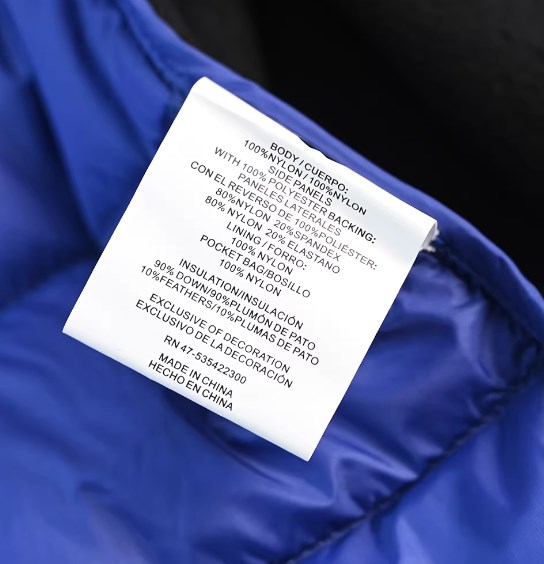 BODY / CUERPO:
100%NYLON / 100%NYLON
SIDE PANELS
WITH 100% POLYESTER BACKING:
PANELES LATERALES
CON EL REVERSO DE 100%POLIÉSTER:
80%NYLON 20%SPANDEX
80% NYLON 20% ELASTANO
LINING / FORRO:
100% NYLON
POCKET BAG/BOSILLO
100% NYLON
INSULATION/INSULACIÓN
90% DOWN/90%PLUMÓN DE PATO
10%FEATHERS/10%PLUMAS DE PATO
EXCLUSIVE OF DECORATION
EXCLUSIVO DE LA DECORACIÓN
RN 47-535422300
MADE IN CHINA
HECHO EN CHINA